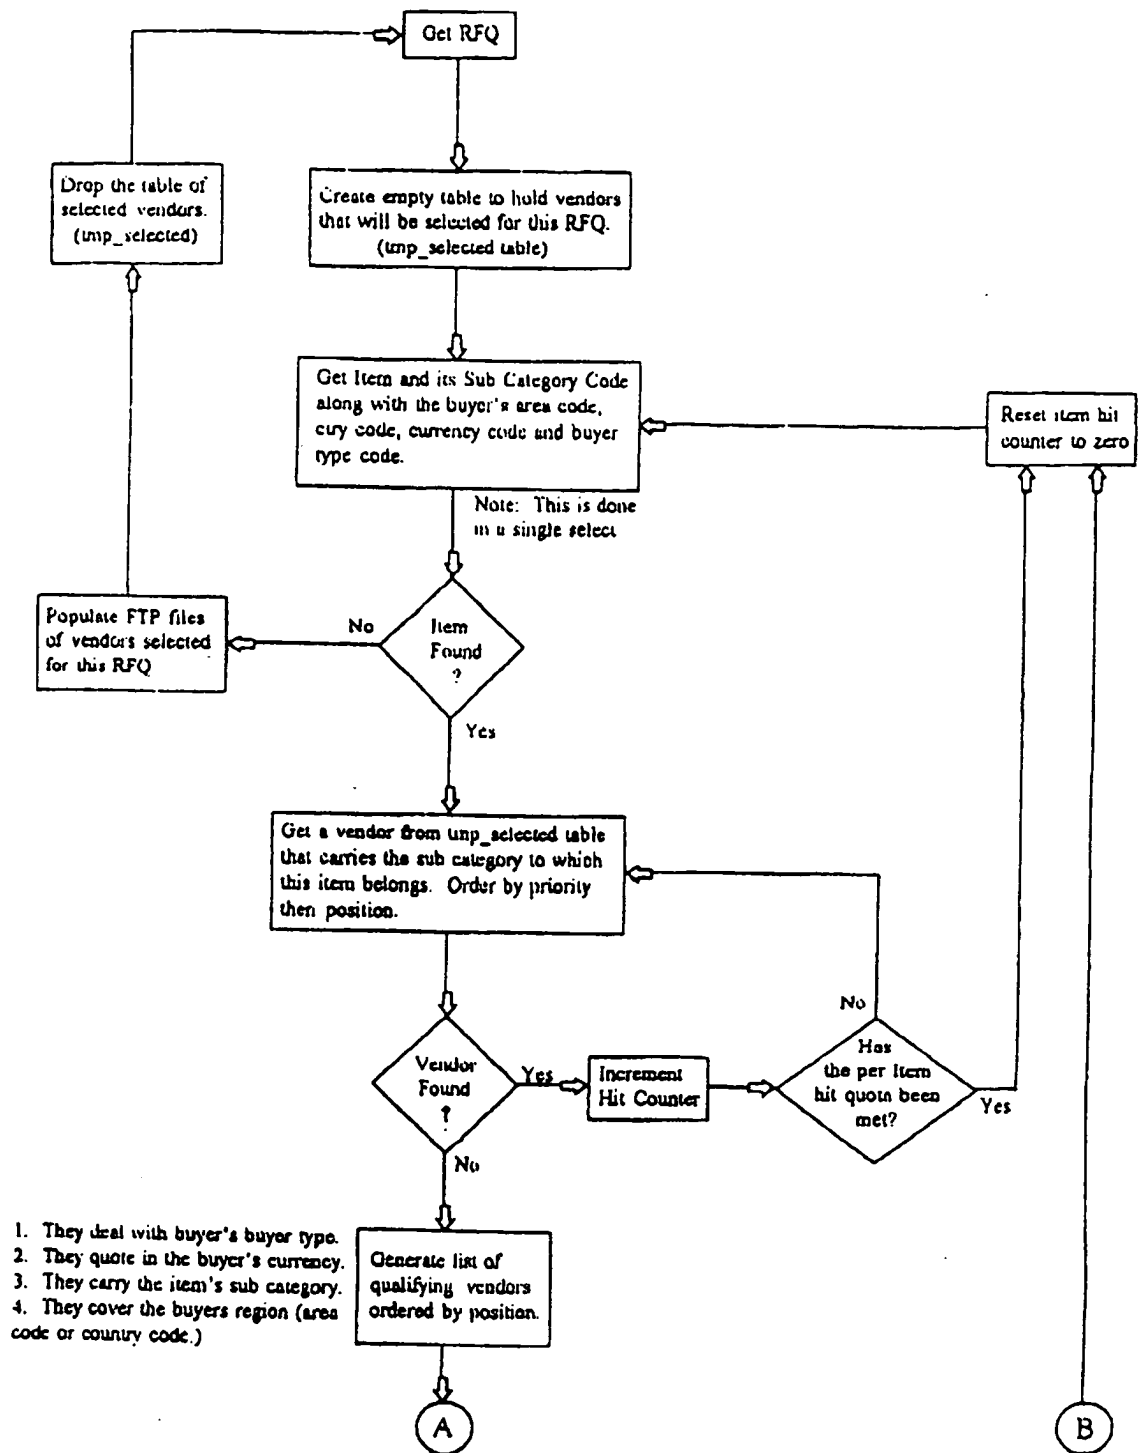 Get RFQ
Drop the table of
selected vendors.
(tmp_selected)
Create empty table to hold vendors
that will be selected for this RFQ.
(tmp_selected table)
Get Item and its Sub Category Code
along with the buyer's area code,
ctry code, currency code and buyer
type code.
Reset item hit
counter to zero
Note: This is done
in a single select
Populate FTP files
of vendors selected
for this RFQ
No
Item
Found
?
Yes
Get a vendor from tmp_selected table
that carries the sub category to which
this item belongs. Order by priority
then position.
No
Vendor
Found
?
Yes
Increment
Hit Counter
Has
the per item
hit quota been
met?
Yes
No
1. They deal with buyer's buyer type.
2. They quote in the buyer's currency.
3. They carry the item's sub category.
4. They cover the buyers region (area
code or country code.)
Generate list of
qualifying vendors
ordered by position.
A
B